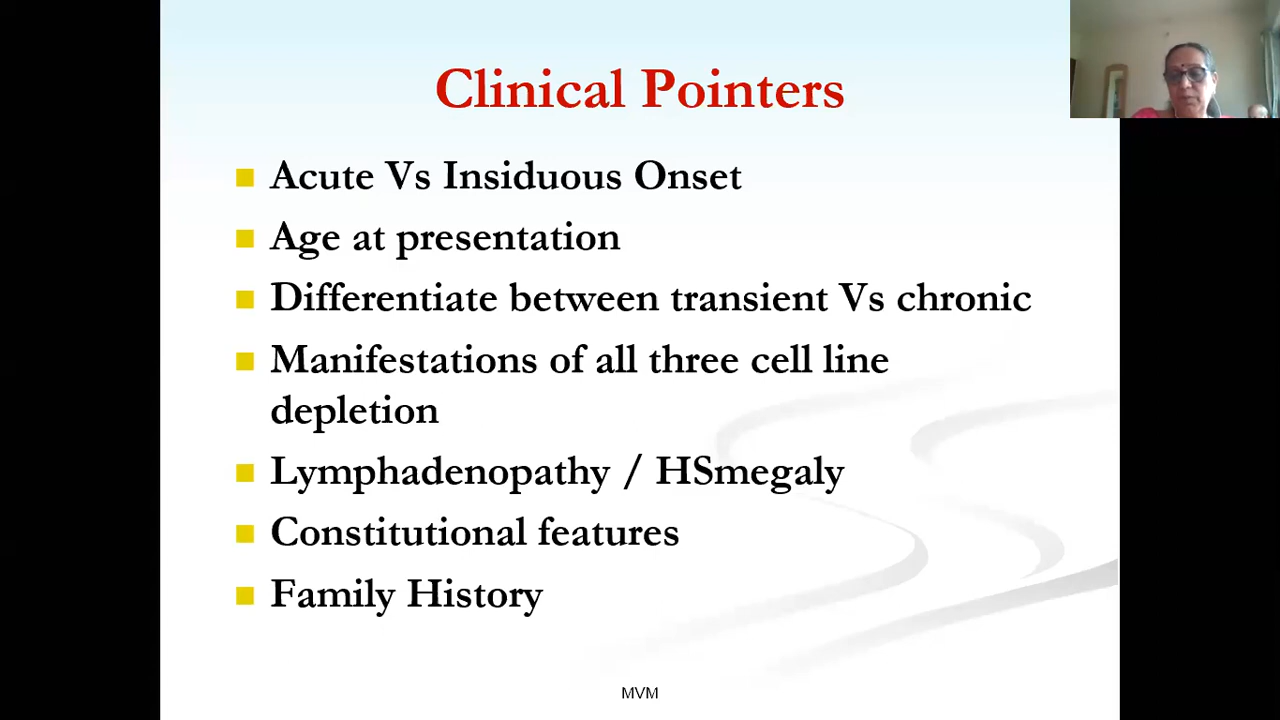 Clinical Pointers
Acute Vs Insiduous Onset
Age at presentation
Differentiate between transient Vs chronic
Manifestations of all three cell line
depletion
Lymphadenopathy / HSmegaly
Constitutional features
Family History
MVM